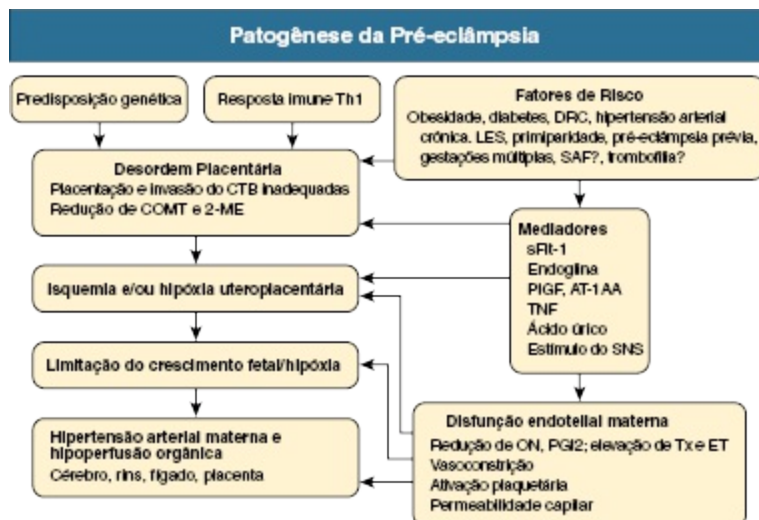 Patogênese da Pré-eclâmpsia
Predisposição genética
Resposta imune Th1
Fatores de Risco
Obesidade, diabetes, DRC, hipertensão arterial
crônica. LES, primiparidade, pré-eclâmpsia prévia,
gestações múltiplas, SAF?, trombofilia?
Desordem Placentária
Placentação e invasão do CTB inadequadas
Redução de COMT e 2-ME
Mediadores
sFlt-1
Endoglina
PlGF, AT-1AA
TNF
Ácido úrico
Estímulo do SNS
Isquemia e/ou hipóxia uteroplacentária
Limitação do crescimento fetal/hipóxia
Hipertensão arterial materna e
hipoperfusão orgânica
Cérebro, rins, fígado, placenta
Disfunção endotelial materna
Redução de ON, PGI2; elevação de Tx e ET
Vasoconstrição
Ativação plaquetária
Permeabilidade capilar